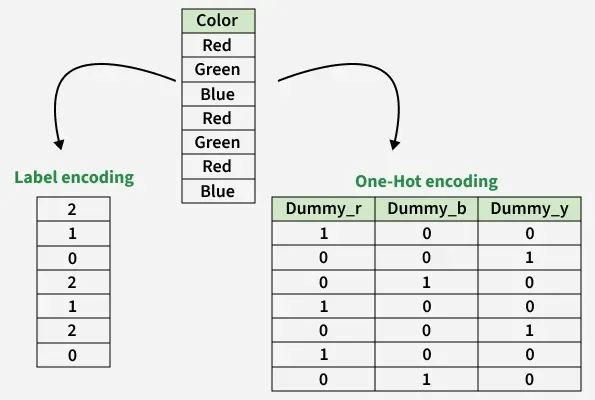 Color
Red
Green
Blue
Red
Green
Red
Blue
Label encoding
2
1
0
2
1
2
0
One-Hot encoding
Dummy_r Dummy_b Dummy_y
1 0 0
0 0 1
0 1 0
1 0 0
0 0 1
1 0 0
0 1 0